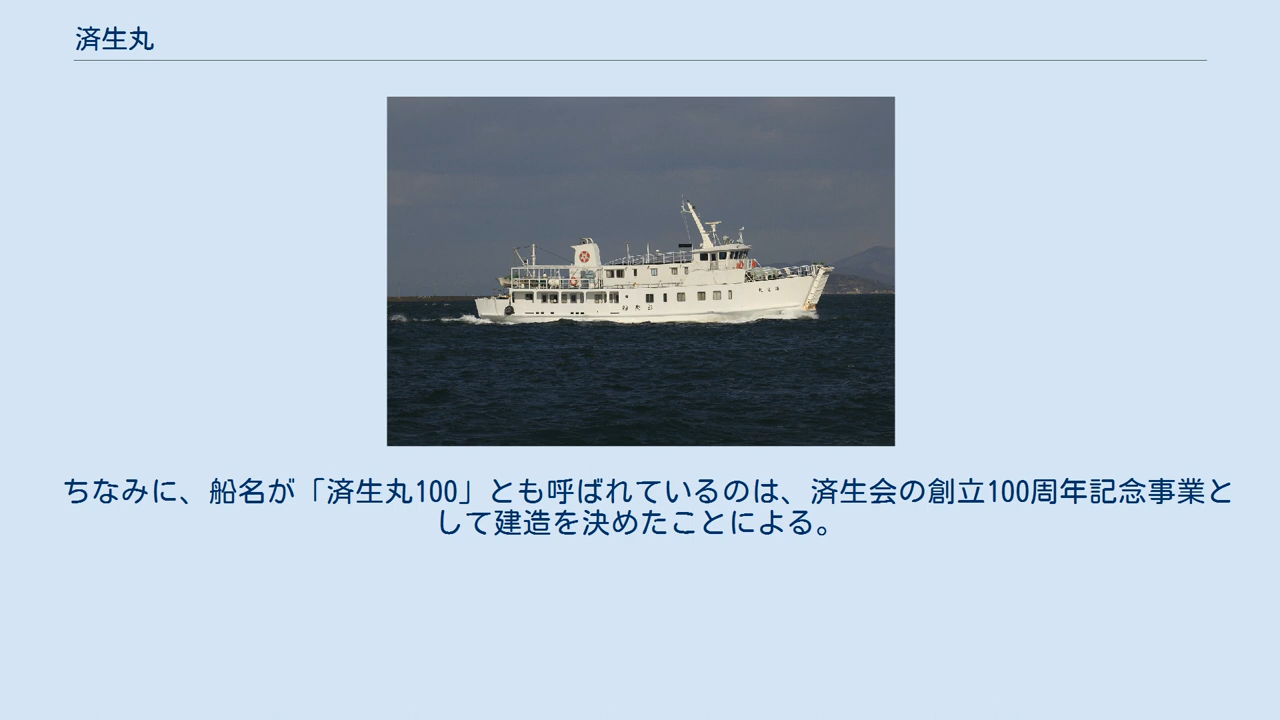 済生丸
ちなみに、船名が「済生丸100」とも呼ばれているのは、済生会の創立100周年記念事業と
して建造を決めたことによる。